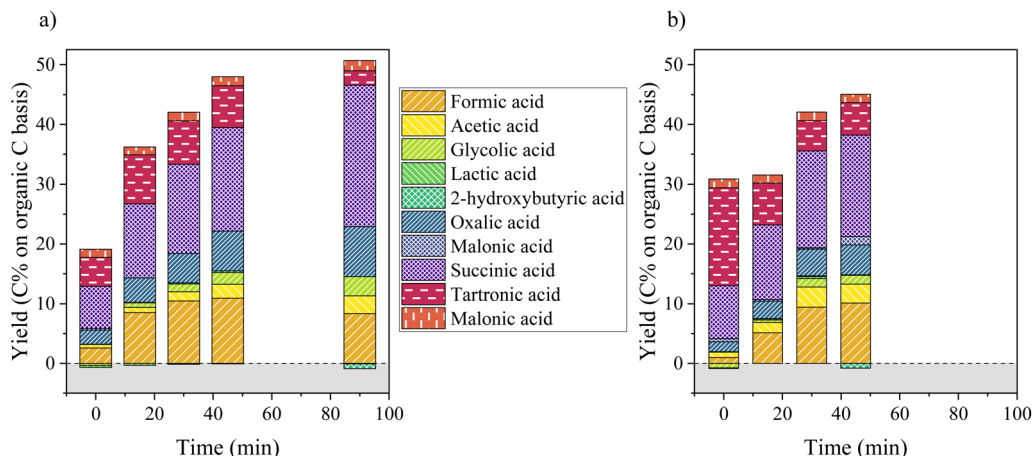 a)
50
40
30
20
10
0
0
20
40
60
80
100
Yield (C% on organic C basis)
Time (min)
Formic acid
Acetic acid
Glycolic acid
Lactic acid
2-hydroxybutyric acid
Oxalic acid
Malonic acid
Succinic acid
Tartronic acid
Malonic acid
b)
50
40
30
20
10
0
0
20
40
60
80
100
Yield (C% on organic C basis)
Time (min)